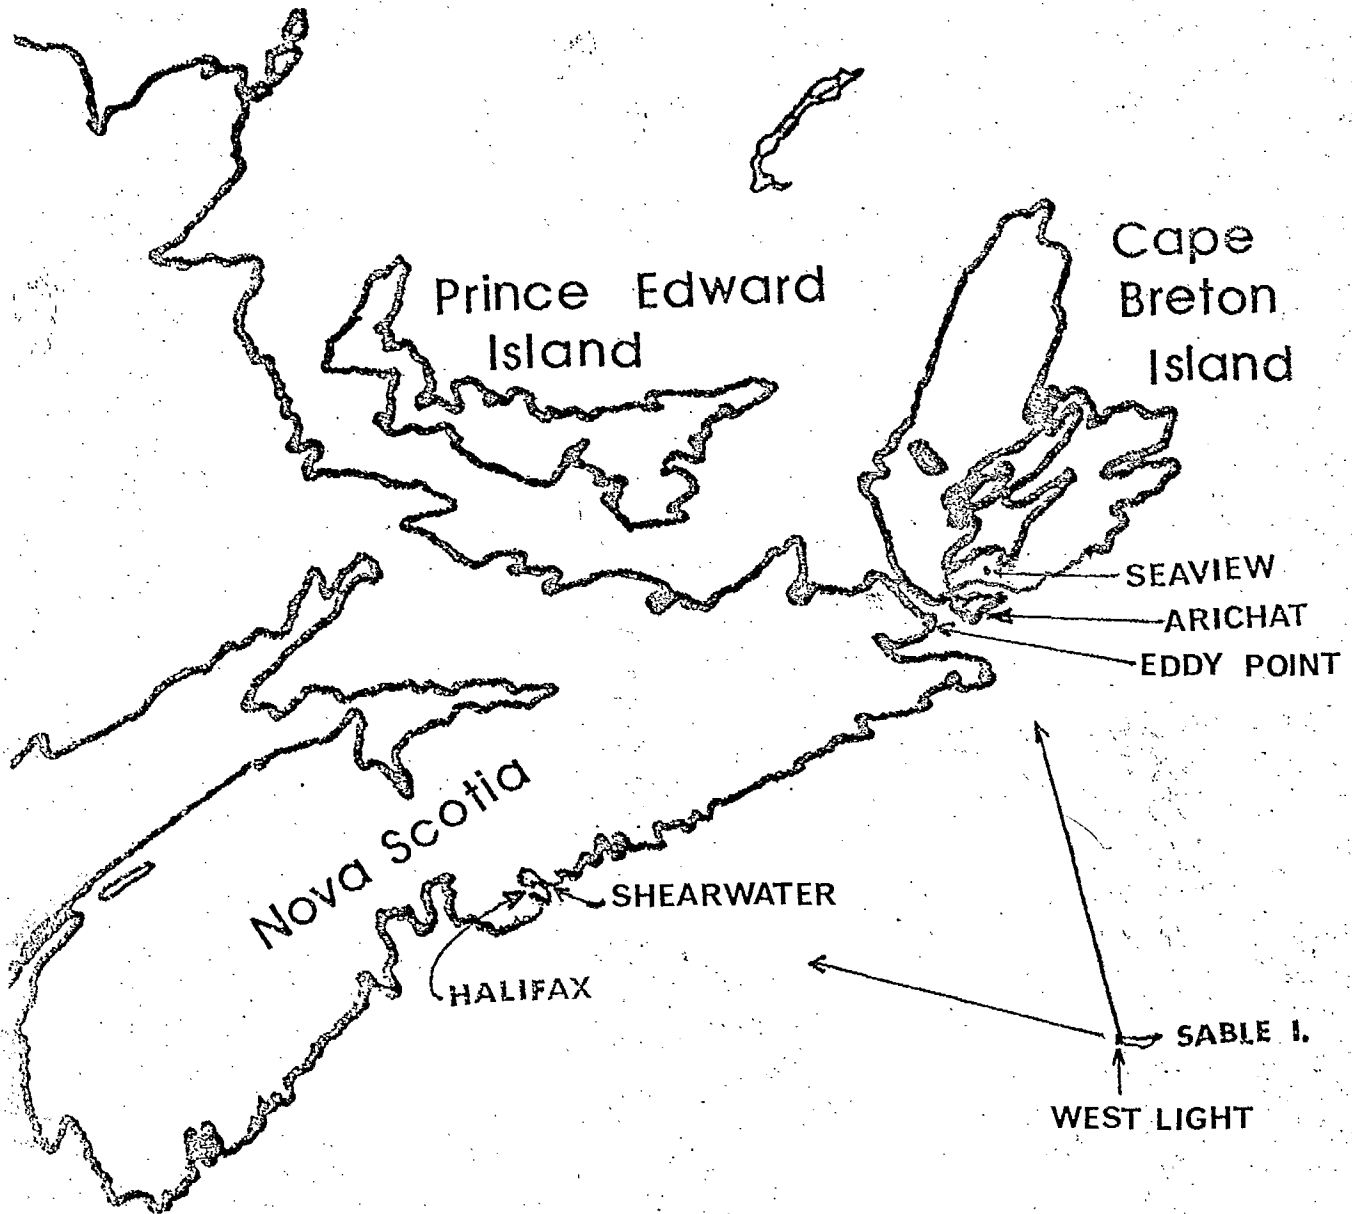 Cape
Breton
Island
Prince Edward
Island
SEAVIEW
ARICHAT
EDDY POINT
Nova Scotia
SHEARWATER
HALIFAX
SABLE I.
WEST LIGHT